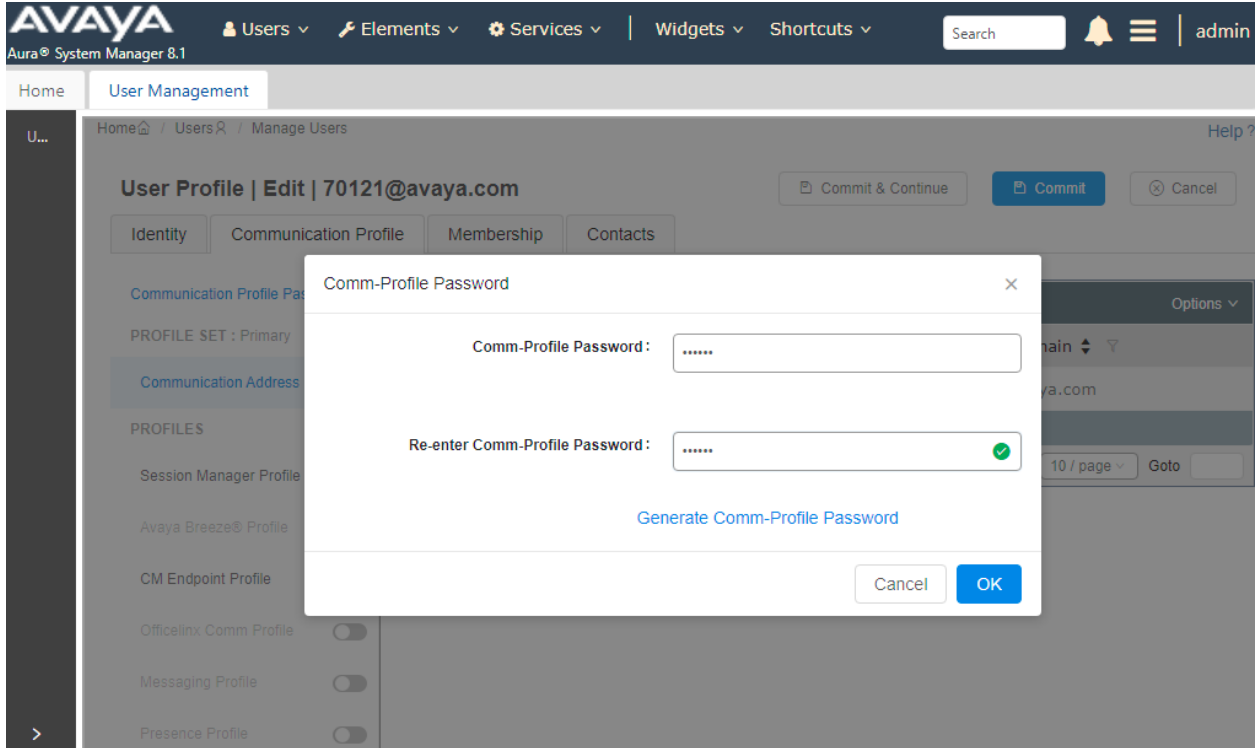 AVAYA
Aura® System Manager 8.1
Users
Elements
Services
Widgets
Shortcuts
Search
admin
Home
User Management
U...
Home / Users / Manage Users
Help ?
User Profile | Edit | 70121@avaya.com
Commit & Continue
Commit
Cancel
Identity
Communication Profile
Membership
Contacts
Comm-Profile Password
Communication Profile Pas
Options
PROFILE SET : Primary
Comm-Profile Password :
••••••
main
Communication Address
ya.com
PROFILES
Re-enter Comm-Profile Password :
••••••
10 / page
Goto
Session Manager Profile
Generate Comm-Profile Password
Avaya Breeze® Profile
CM Endpoint Profile
Cancel
OK
Officelinx Comm Profile
Messaging Profile
Presence Profile